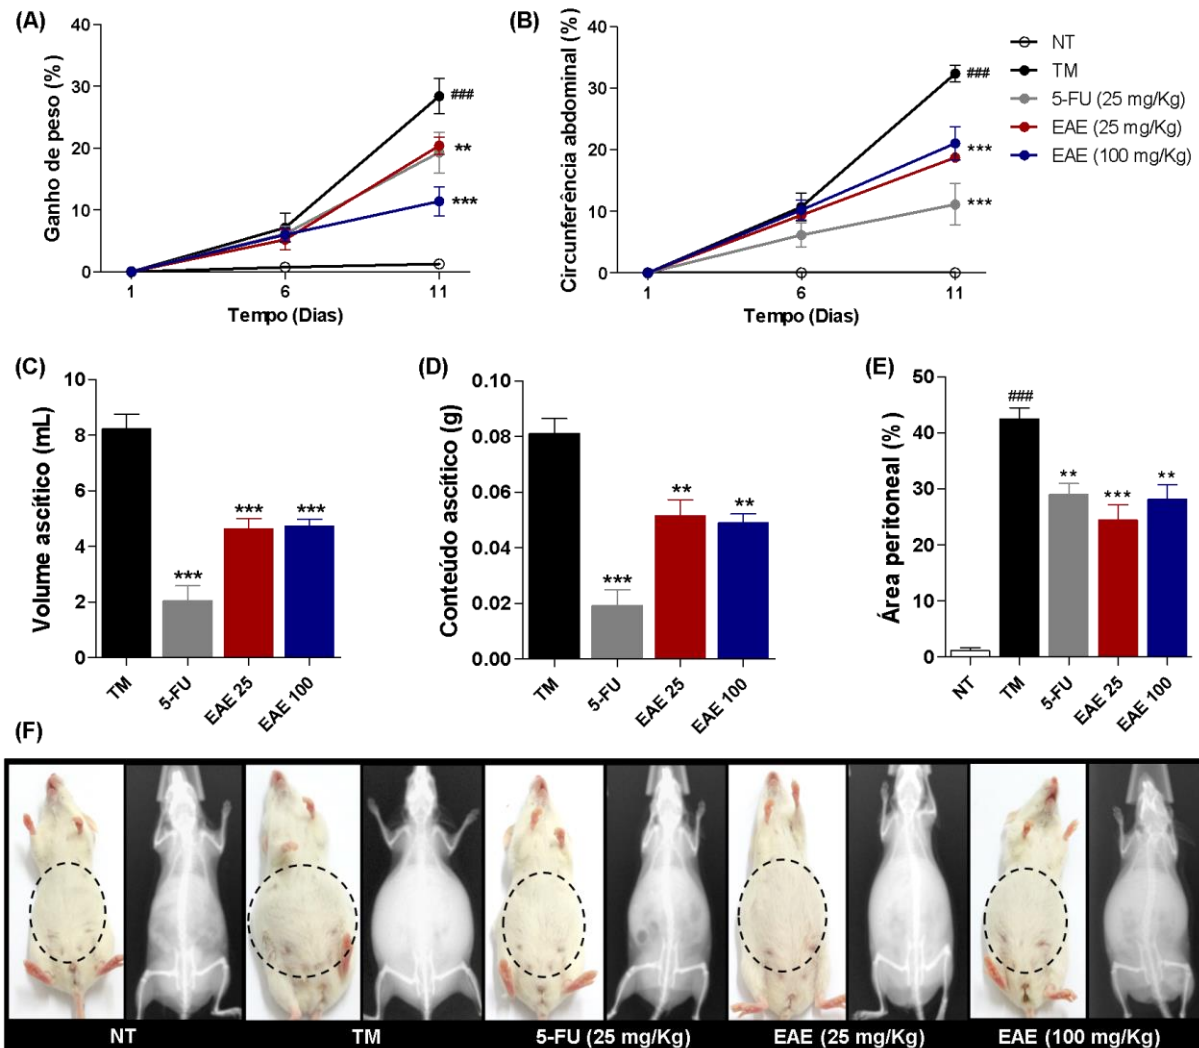 (A)
Ganho de peso (%)
40
30
20
10
0
###
**
***
1 6 11
Tempo (Dias)
(B)
Circunferência abdominal (%)
40
30
20
10
0
###
***
***
1 6 11
Tempo (Dias)
NT
TM
5-FU (25 mg/Kg)
EAE (25 mg/Kg)
EAE (100 mg/Kg)
(C)
Volume ascítico (mL)
10
8
6
4
2
0
***
***
***
TM 5-FU EAE 25 EAE 100
(D)
Conteúdo ascítico (g)
0.10
0.08
0.06
0.04
0.02
0.00
***
**
**
TM 5-FU EAE 25 EAE 100
(E)
Área peritoneal (%)
50
40
30
20
10
0
###
**
***
**
NT TM 5-FU EAE 25 EAE 100
(F)
NT TM 5-FU (25 mg/Kg) EAE (25 mg/Kg) EAE (100 mg/Kg)